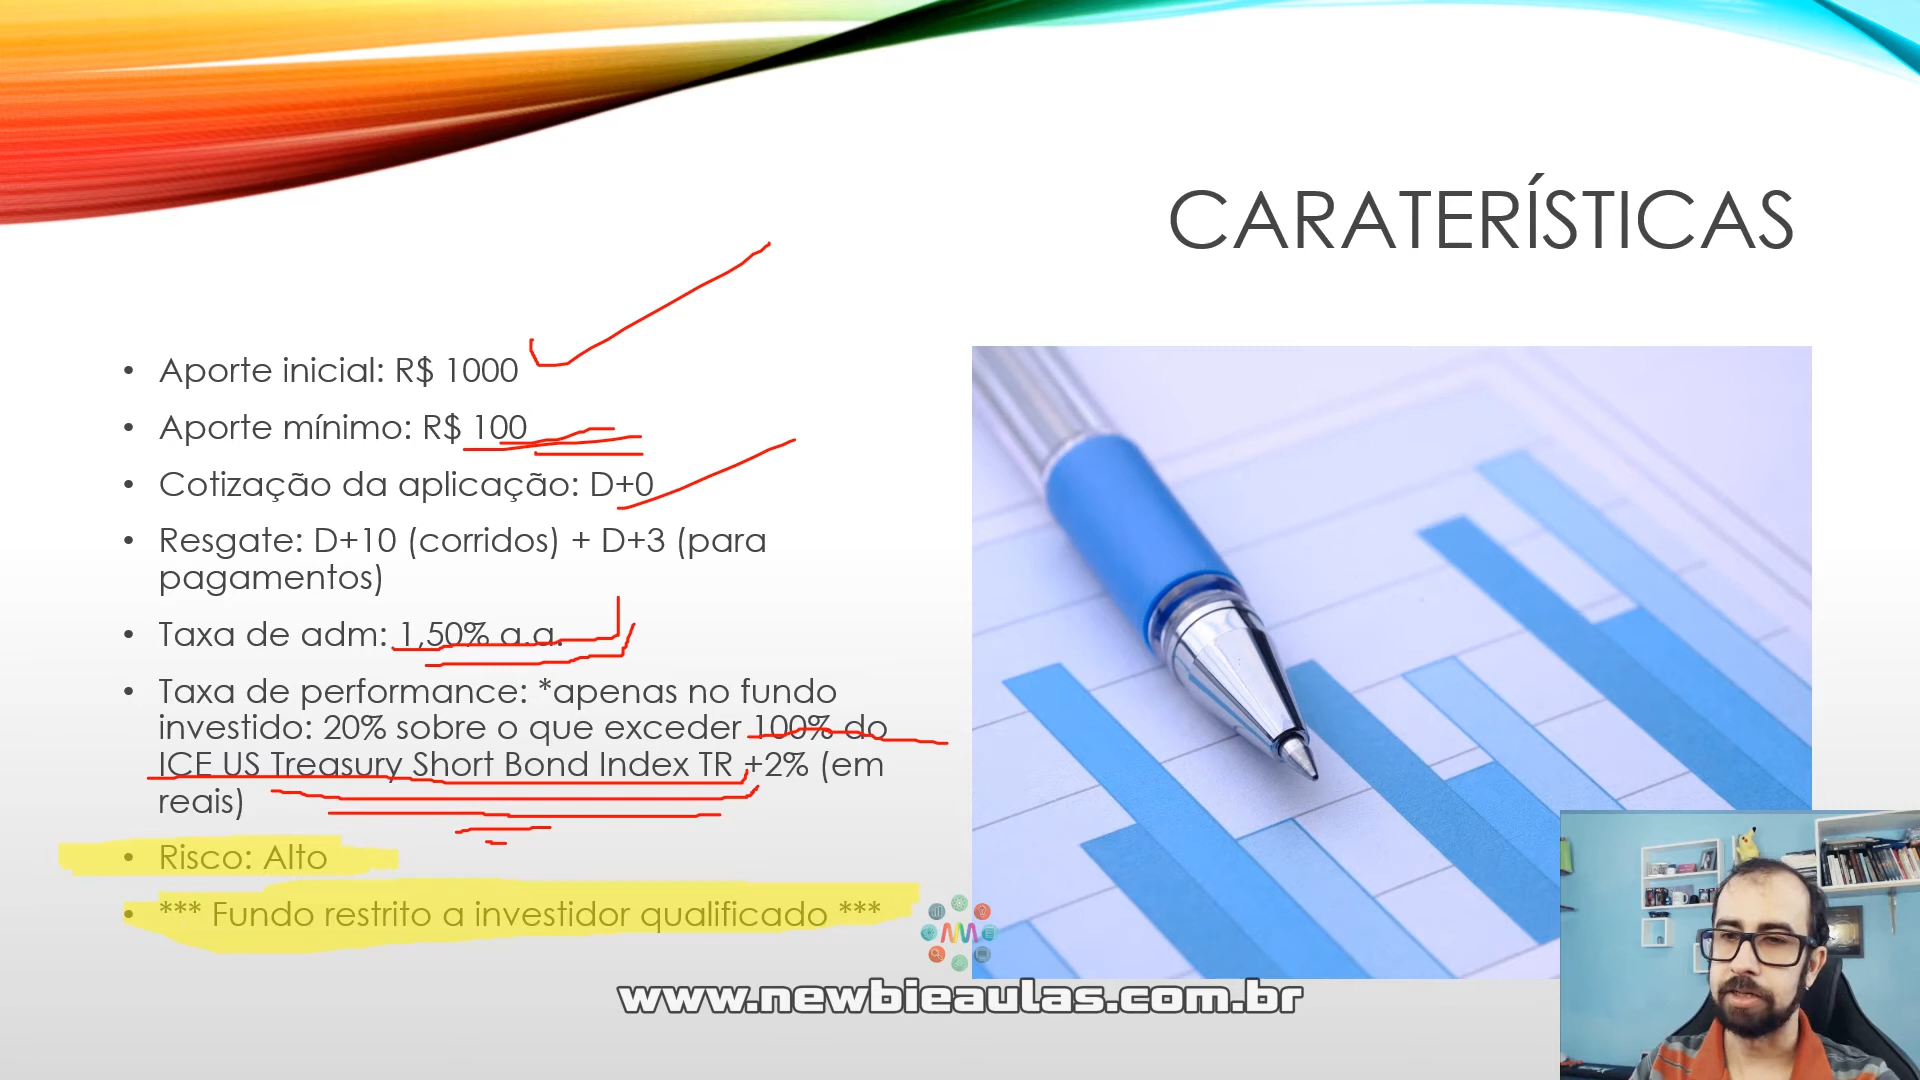 CARATERÍSTICAS
• Aporte inicial: R$ 1000
• Aporte mínimo: R$ 100
• Cotização da aplicação: D+0
• Resgate: D+10 (corridos) + D+3 (para
pagamentos)
• Taxa de adm: 1,50% a.a.
• Taxa de performance: *apenas no fundo
investido: 20% sobre o que exceder 100% do
ICE US Treasury Short Bond Index TR +2% (em
reais)
• Risco: Alto
• *** Fundo restrito a investidor qualificado ***
www.newbieaulas.com.br